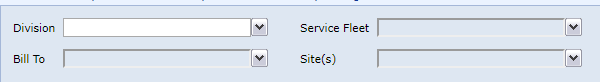 Division Service Fleet
Bill To Site(s)